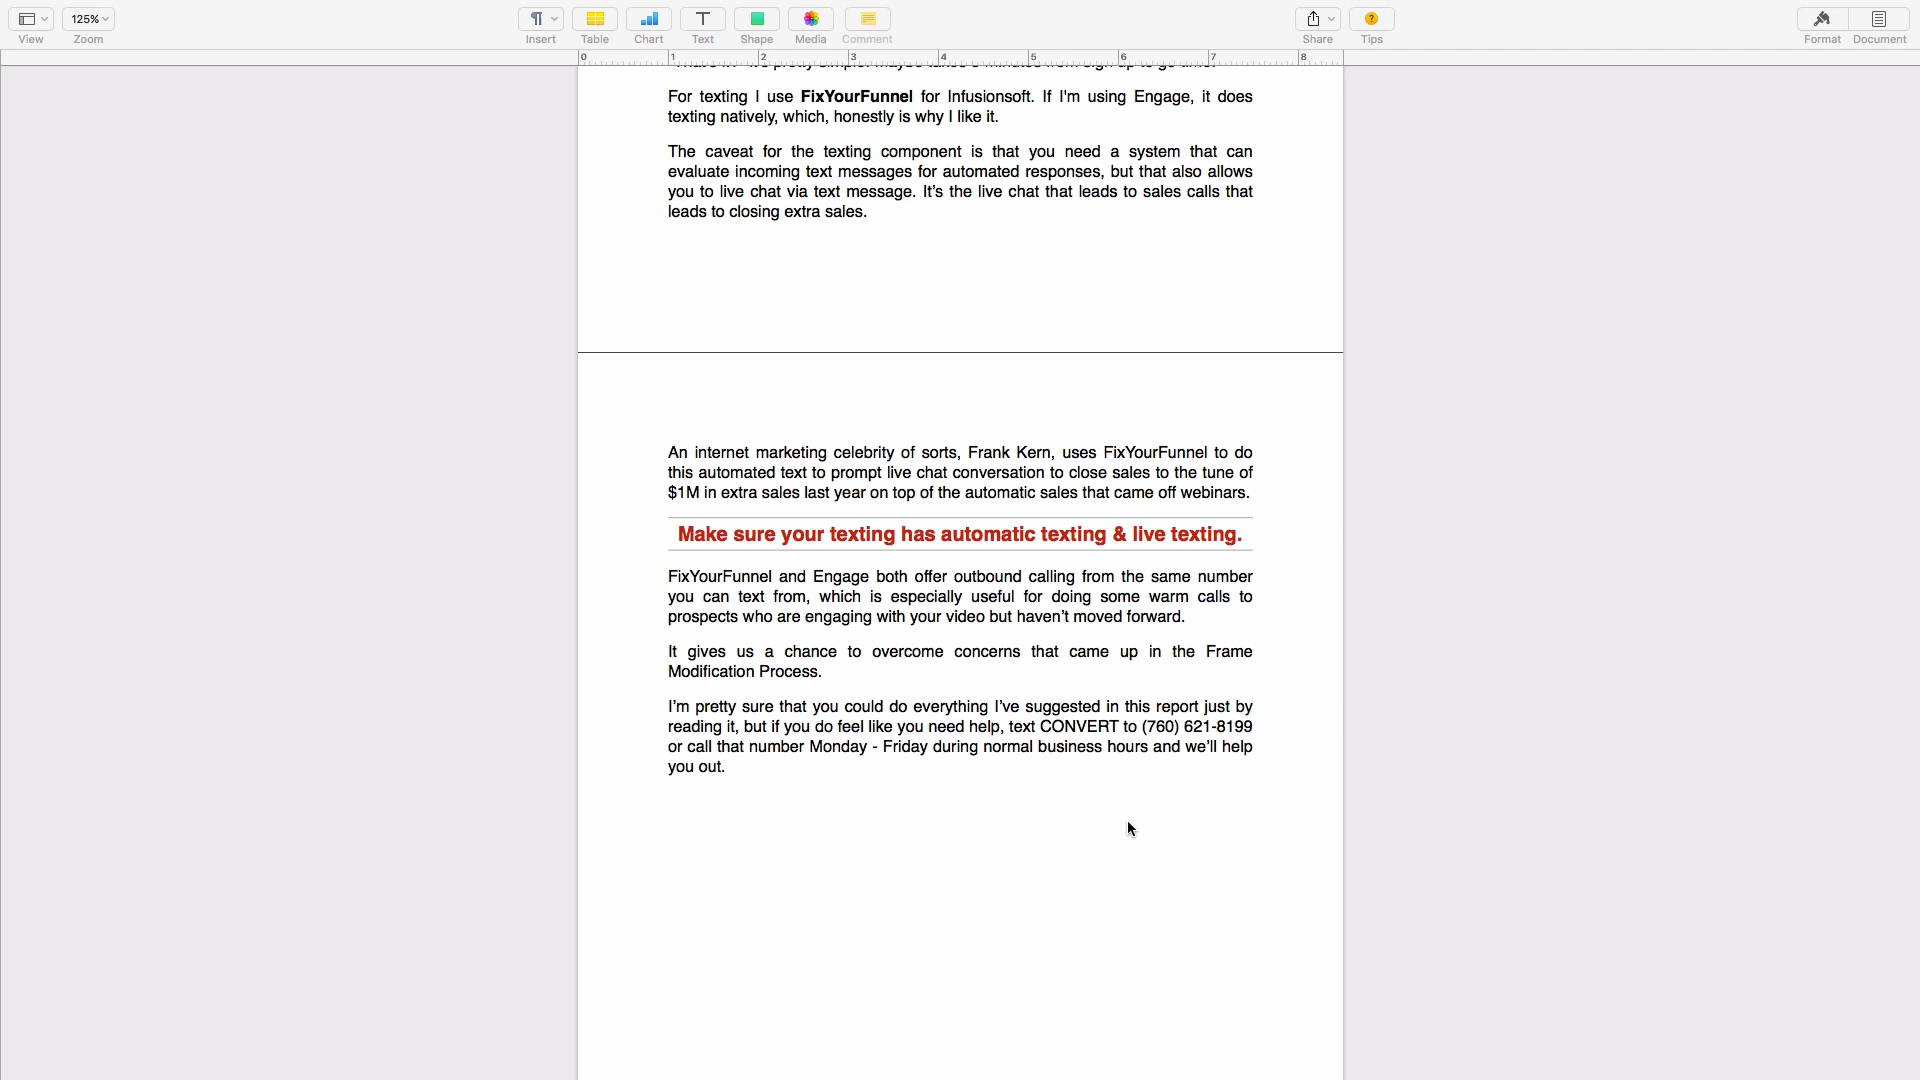 125%
View
Zoom
Insert
Table
Chart
Text
Shape
Media
Comment
Share
Tips
Format
Document
0 1 2 3 4 5 6 7 8
For texting I use FixYourFunnel for Infusionsoft. If I'm using Engage, it does
texting natively, which, honestly is why I like it.
The caveat for the texting component is that you need a system that can
evaluate incoming text messages for automated responses, but that also allows
you to live chat via text message. It’s the live chat that leads to sales calls that
leads to closing extra sales.
An internet marketing celebrity of sorts, Frank Kern, uses FixYourFunnel to do
this automated text to prompt live chat conversation to close sales to the tune of
$1M in extra sales last year on top of the automatic sales that came off webinars.
Make sure your texting has automatic texting & live texting.
FixYourFunnel and Engage both offer outbound calling from the same number
you can text from, which is especially useful for doing some warm calls to
prospects who are engaging with your video but haven’t moved forward.
It gives us a chance to overcome concerns that came up in the Frame
Modification Process.
I’m pretty sure that you could do everything I’ve suggested in this report just by
reading it, but if you do feel like you need help, text CONVERT to (760) 621-8199
or call that number Monday - Friday during normal business hours and we’ll help
you out.